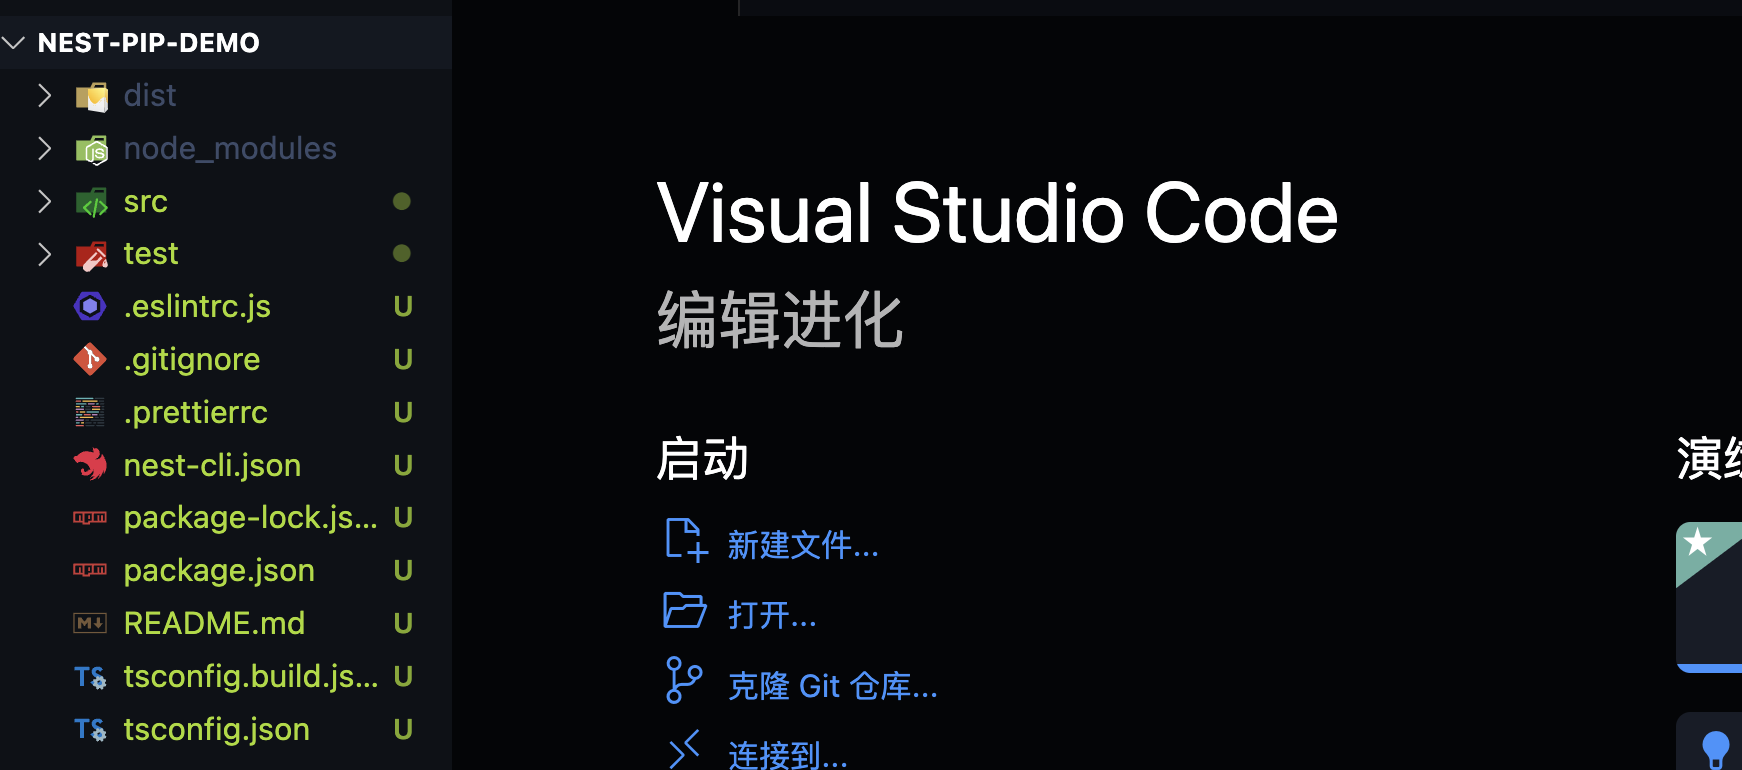 NEST-PIP-DEMO
dist
node_modules
src
test
.eslintrc.js U
.gitignore U
.prettierrc U
nest-cli.json U
package-lock.js... U
package.json U
README.md U
tsconfig.build.js... U
tsconfig.json U
Visual Studio Code
编辑进化
启动
新建文件...
打开...
克隆 Git 仓库...
连接到...
演